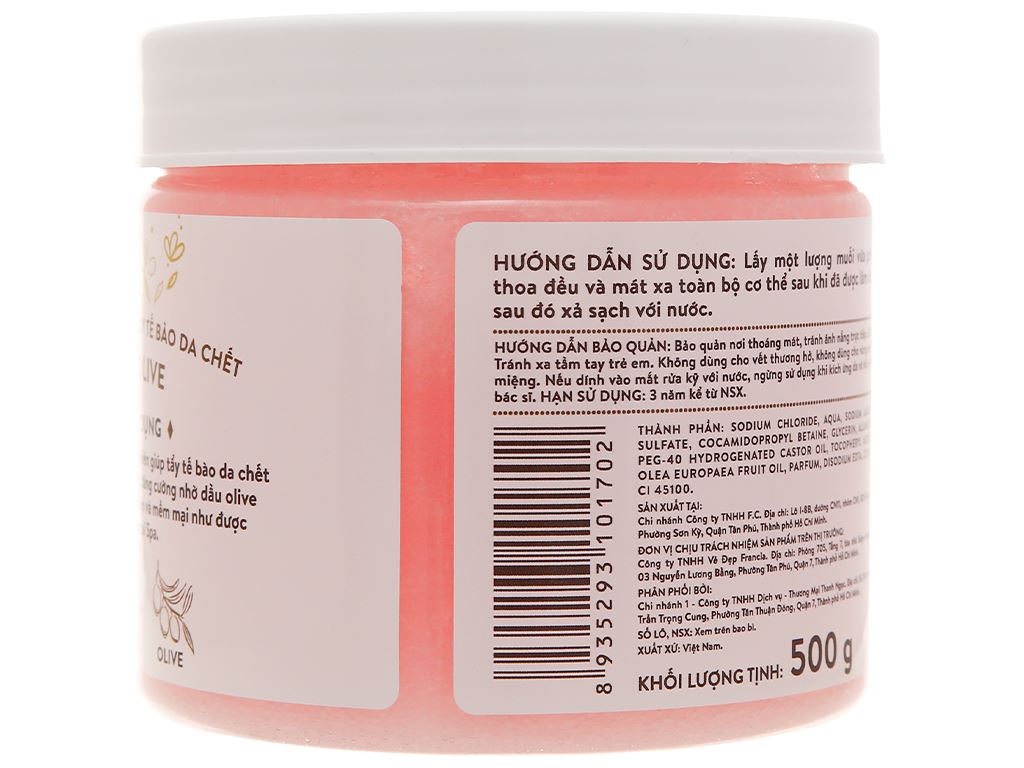 TẾ BÀO DA CHẾT
LIVE
DỤNG
giúp tẩy tế bào da chết
cường nhờ dầu olive
và mềm mại như được
Spa.
OLIVE
HƯỚNG DẪN SỬ DỤNG: Lấy một lượng muối vừa
thoa đều và mát xa toàn bộ cơ thể sau khi đã được làm
sau đó xả sạch với nước.
HƯỚNG DẪN BẢO QUẢN: Bảo quản nơi thoáng mát, tránh ánh nắng trực
Tránh xa tầm tay trẻ em. Không dùng cho vết thương hở, không dùng cho
miệng. Nếu dính vào mắt rửa kỹ với nước, ngừng sử dụng khi kích ứng
bác sĩ. HẠN SỬ DỤNG: 3 năm kể từ NSX.
THÀNH PHẦN: SODIUM CHLORIDE, AQUA, SODIUM
SULFATE, COCAMIDOPROPYL BETAINE, GLYCERIN,
PEG-40 HYDROGENATED CASTOR OIL,
OLEA EUROPAEA FRUIT OIL, PARFUM, DISODIUM EDTA,
CI 45100.
SẢN XUẤT TẠI:
Chi nhánh Công ty TNHH F.C. Địa chỉ: Lô I-8B, đường CN11, nhóm
Phường Sơn Kỳ, Quận Tân Phú, Thành phố Hồ Chí Minh.
ĐƠN VỊ CHỊU TRÁCH NHIỆM SẢN PHẨM TRÊN THỊ TRƯỜNG:
Công ty TNHH Vẻ Đẹp Francia. Địa chỉ: Phòng 705, Tầng 7,
03 Nguyễn Lương Bằng, Phường Tân Phú, Quận 7, Thành phố Hồ Chí Minh.
PHÂN PHỐI BỞI:
Chi nhánh 1 - Công ty TNHH Dịch vụ - Thương Mại Thanh Ngọc.
Trần Trọng Cung, Phường Tân Thuận Đông, Quận 7, Thành phố Hồ Chí Minh.
SỐ LÔ, NSX: Xem trên bao bì.
XUẤT XỨ: Việt Nam.
KHỐI LƯỢNG TỊNH: 500 g
8 935293 101702